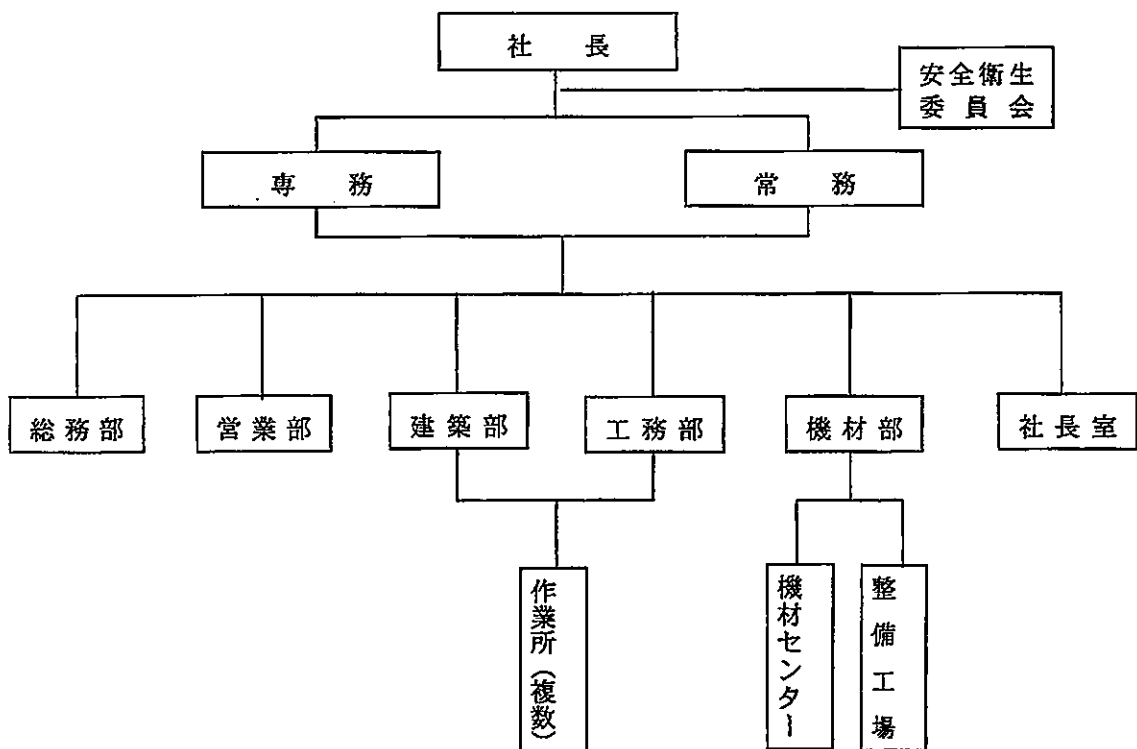 社長
安全衛生
委員会
専務
常務
総務部
営業部
建築部
工務部
機材部
社長室
作業所（複数）
機材センター
整備工場